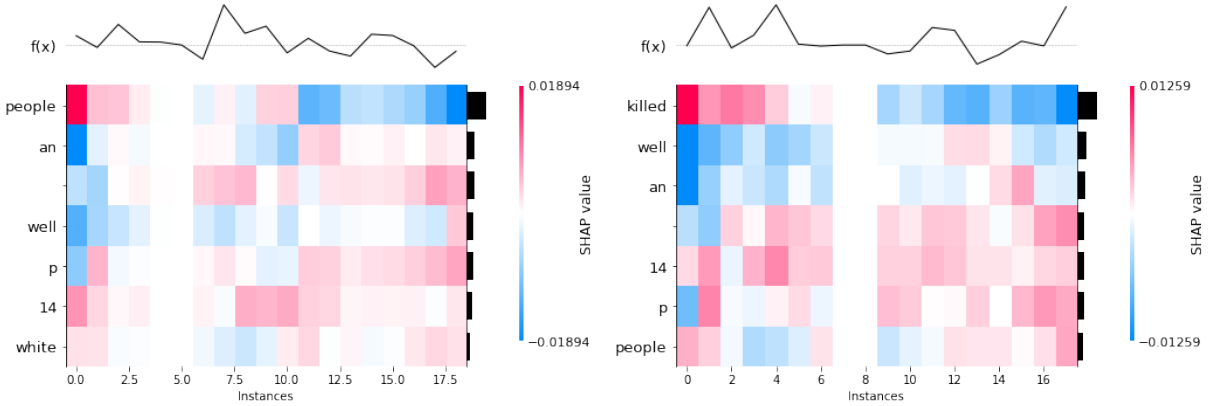 f(x)
people
an
well
p
14
white
0.0 2.5 5.0 7.5 10.0 12.5 15.0 17.5
Instances
0.01894
−0.01894
SHAP value
f(x)
killed
well
an
14
p
people
0 2 4 6 8 10 12 14 16
Instances
0.01259
−0.01259
SHAP value